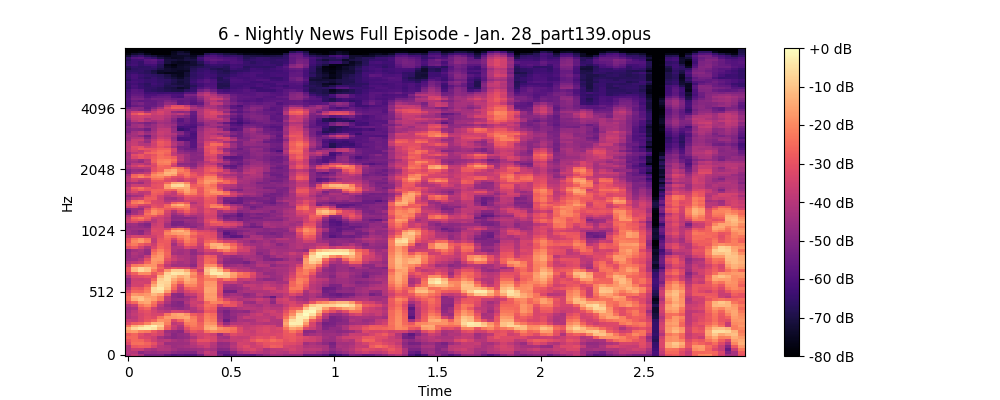 6 - Nightly News Full Episode - Jan. 28_part139.opus
Hz
4096
2048
1024
512
0
0
0.5
1
1.5
2
2.5
Time
+0 dB
-10 dB
-20 dB
-30 dB
-40 dB
-50 dB
-60 dB
-70 dB
-80 dB